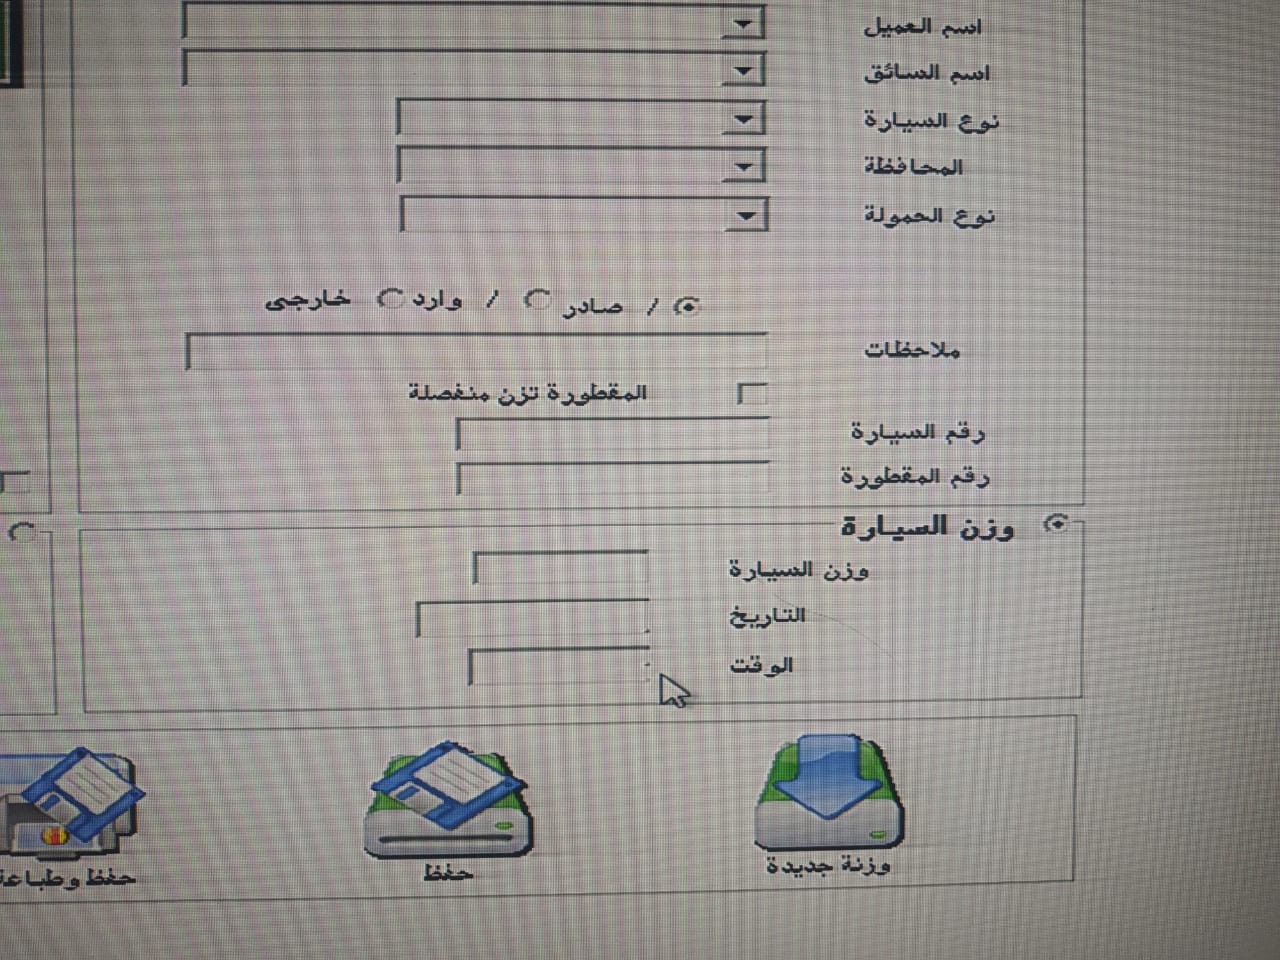 اسم العميل
اسم السائق
نوع السيارة
المحافظة
نوع الحمولة
/ صادر / وارد خارجى
ملاحظات
المقطورة تزن منفصلة
رقم السيارة
رقم المقطورة
وزن السيارة
وزن السيارة
التاريخ
الوقت
وزنة جديدة
حفظ
حفظ وطباعة